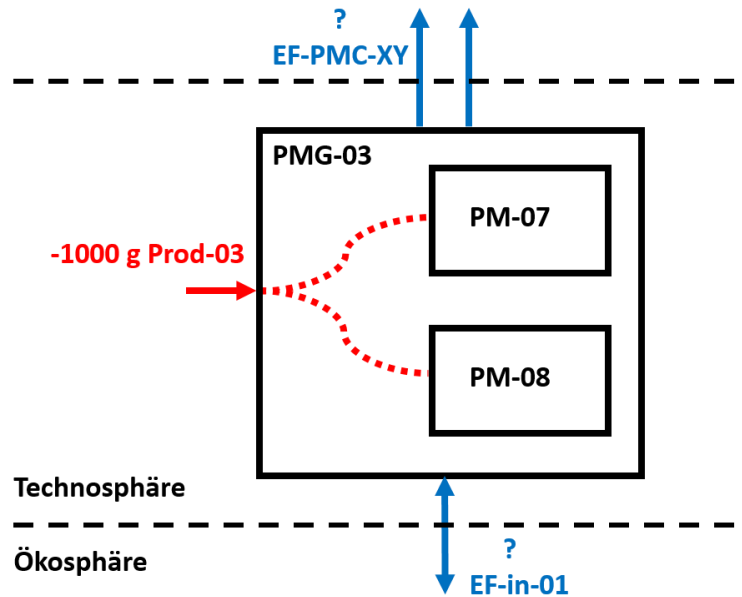 ?
EF-PMC-XY
PMG-03
PM-07
-1000 g Prod-03
PM-08
Technosphäre
Ökosphäre
?
EF-in-01